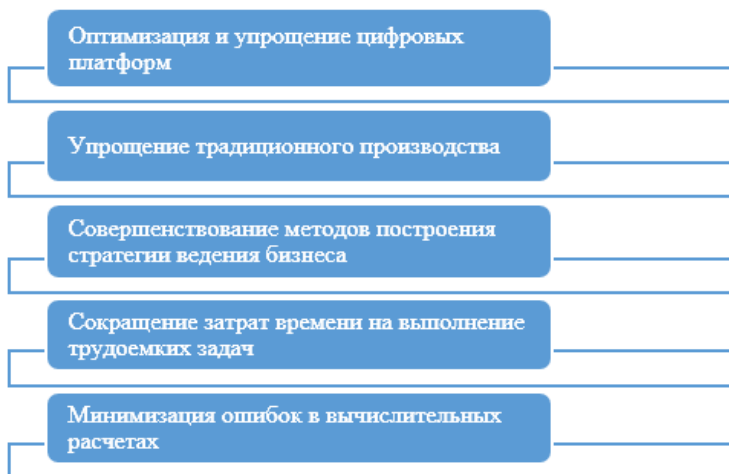 Оптимизация и упрощение цифровых
платформ
Упрощение традиционного производства
Совершенствование методов построения
стратегии ведения бизнеса
Сокращение затрат времени на выполнение
трудоемких задач
Минимизация ошибок в вычислительных
расчетах